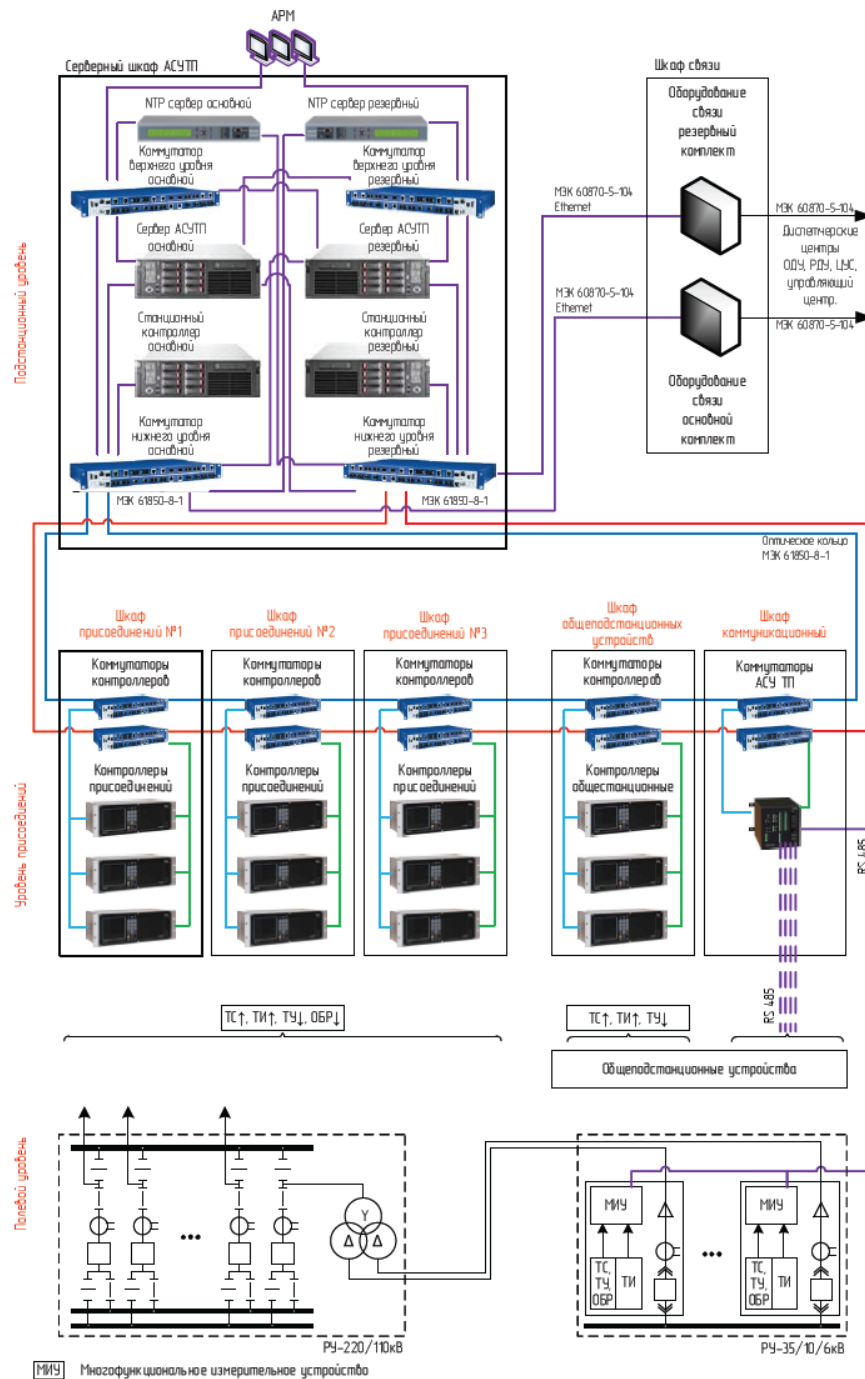 АРМ
Серверный шкаф АСУТП
NTP сервер основной
NTP сервер резервный
Коммутатор
верхнего уровня
основной
Коммутатор
верхнего уровня
резервный
Сервер АСУТП
основной
Сервер АСУТП
резервный
Станционный
контроллер
основной
Станционный
контроллер
резервный
Коммутатор
нижнего уровня
основной
Коммутатор
нижнего уровня
резервный
МЭК 61850-8-1
МЭК 61850-8-1
Шкаф связи
Оборудование
связи
резервный
комплект
МЭК 60870-5-104
Ethernet
МЭК 60870-5-104
Диспетчерские
центры
ОДУ, РДУ, ЦУС,
управляющий
центр.
МЭК 60870-5-104
Ethernet
МЭК 60870-5-104
Оборудование
связи
основной
комплект
Подстанционный уровень
Оптическое кольцо
МЭК 61850-8-1
Шкаф
присоединений №1
Шкаф
присоединений №2
Шкаф
присоединений №3
Шкаф
общеподстанционных
устройств
Шкаф
коммуникационный
Коммутаторы
контроллеров
Коммутаторы
контроллеров
Коммутаторы
контроллеров
Коммутаторы
контроллеров
Коммутаторы
АСУ ТП
Контроллеры
присоединений
Контроллеры
присоединений
Контроллеры
присоединений
Контроллеры
общестанционные
Уровень присоединений
RS 485
RS 485
ТС↑, ТИ↑, ТУ↓, ОБР↓
ТС↑, ТИ↑, ТУ↓
Общеподстанционные устройства
Полевой уровень
Y
Δ
Δ
РУ-220/110кВ
МИУ
ТС,
ТУ,
ОБР
ТИ
МИУ
ТС,
ТУ,
ОБР
ТИ
РУ-35/10/6кВ
МИУ Многофункциональное измерительное устройство